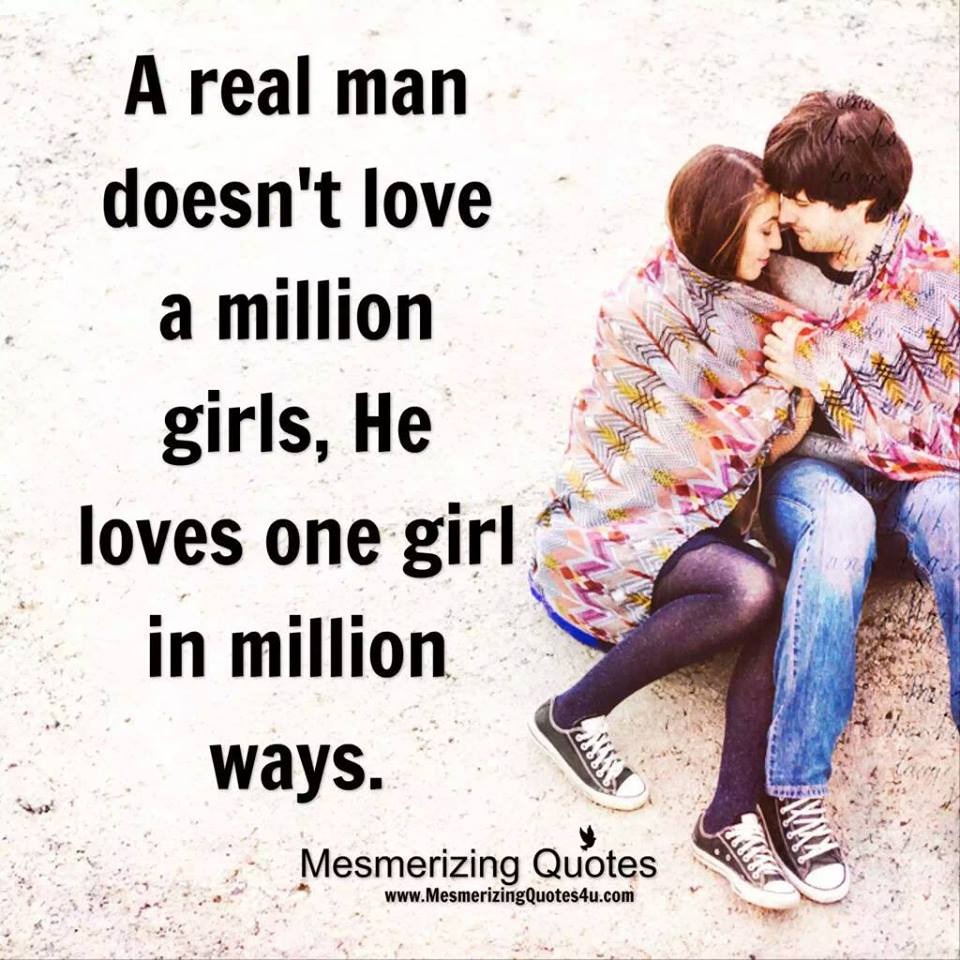 A real man
doesn't love
a million
girls, He
loves one girl
in million
ways.
Mesmerizing Quotes
www.MesmerizingQuotes4u.com